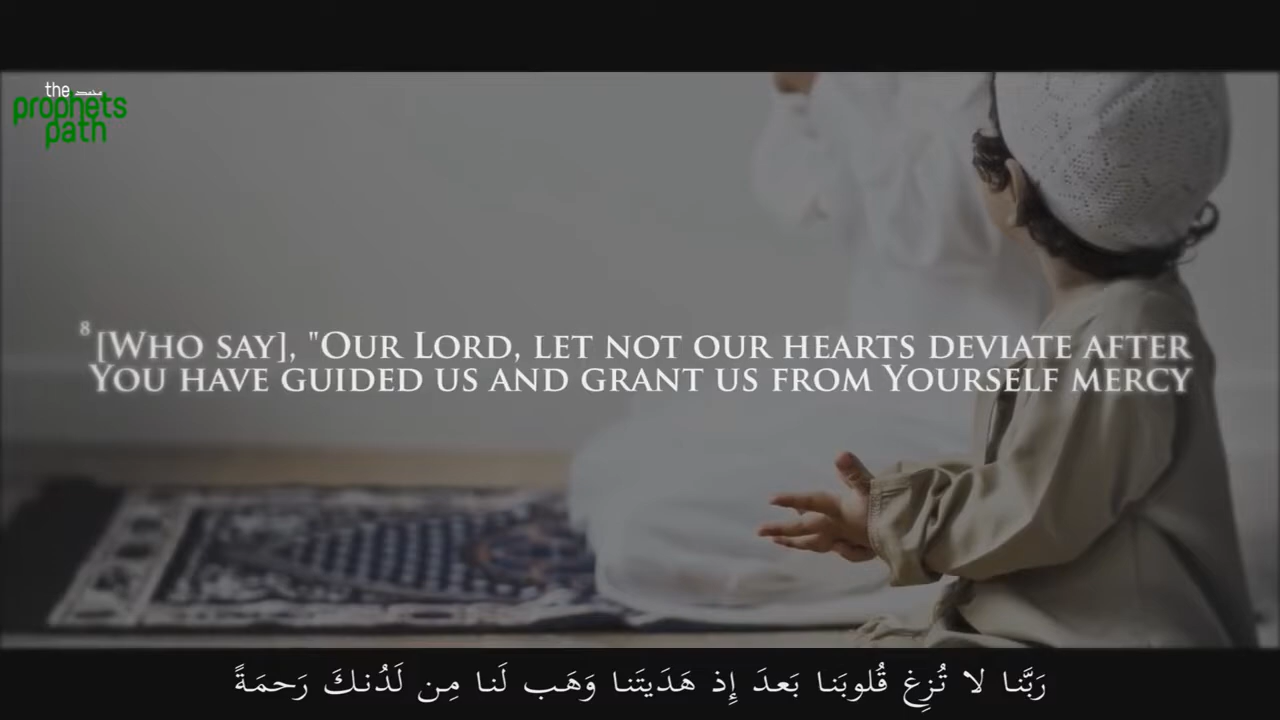 the
prophets
path
8 [Who say], "Our Lord, let not our hearts deviate after
You have guided us and grant us from Yourself mercy
رَبَّنا لا تُزِغ قُلوبَنا بَعدَ إِذ هَدَيتَنا وَهَب لَنا مِن لَدُنكَ رَحمَةً